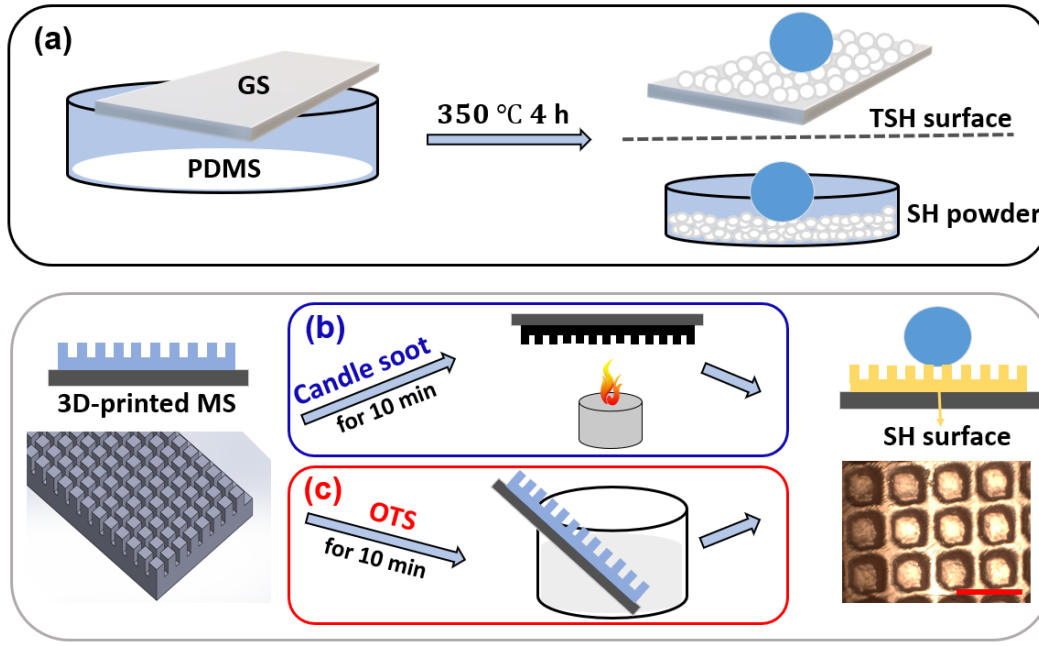 (a)
GS
PDMS
350 ℃ 4 h
TSH surface
SH powder
3D-printed MS
(b)
Candle soot
for 10 min
(c)
OTS
for 10 min
SH surface